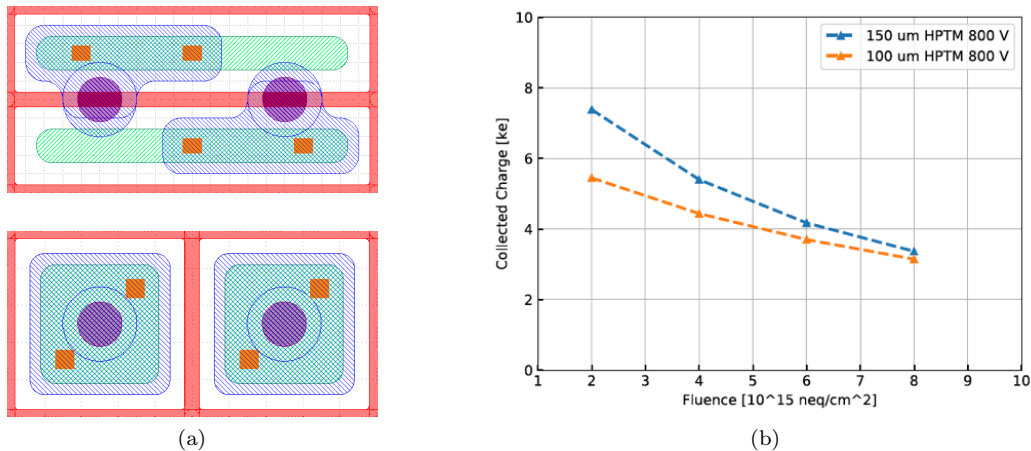 10
8
6
4
2
0
Collected Charge [ke]
150 um HPTM 800 V
100 um HPTM 800 V
1 2 3 4 5 6 7 8 9 10
Fluence [10^15 neq/cm^2]
(a) (b)